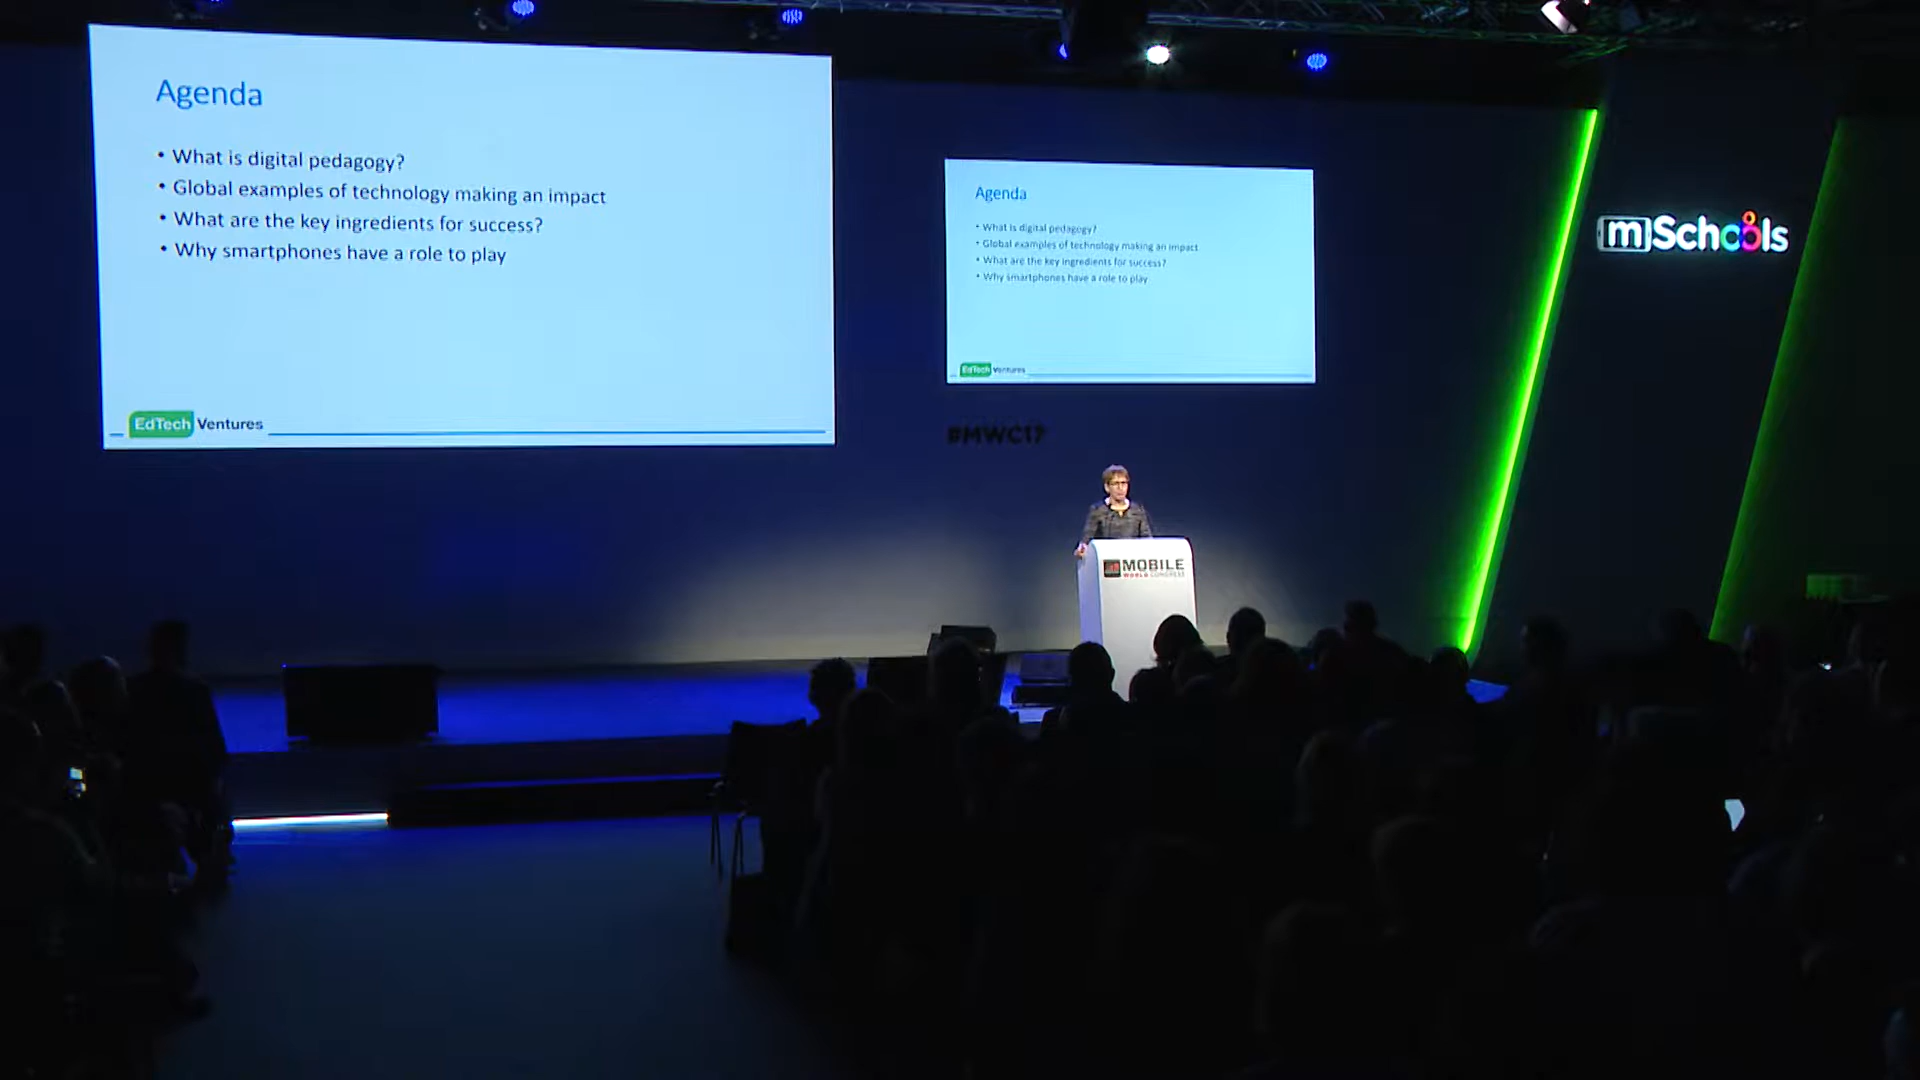 Agenda
• What is digital pedagogy?
• Global examples of technology making an impact
• What are the key ingredients for success?
• Why smartphones have a role to play
EdTech Ventures
Agenda
• What is digital pedagogy?
• Global examples of technology making an impact
• What are the key ingredients for success?
• Why smartphones have a role to play
EdTech Ventures
mSchools
#MWC17
MOBILE
WORLD CONGRESS